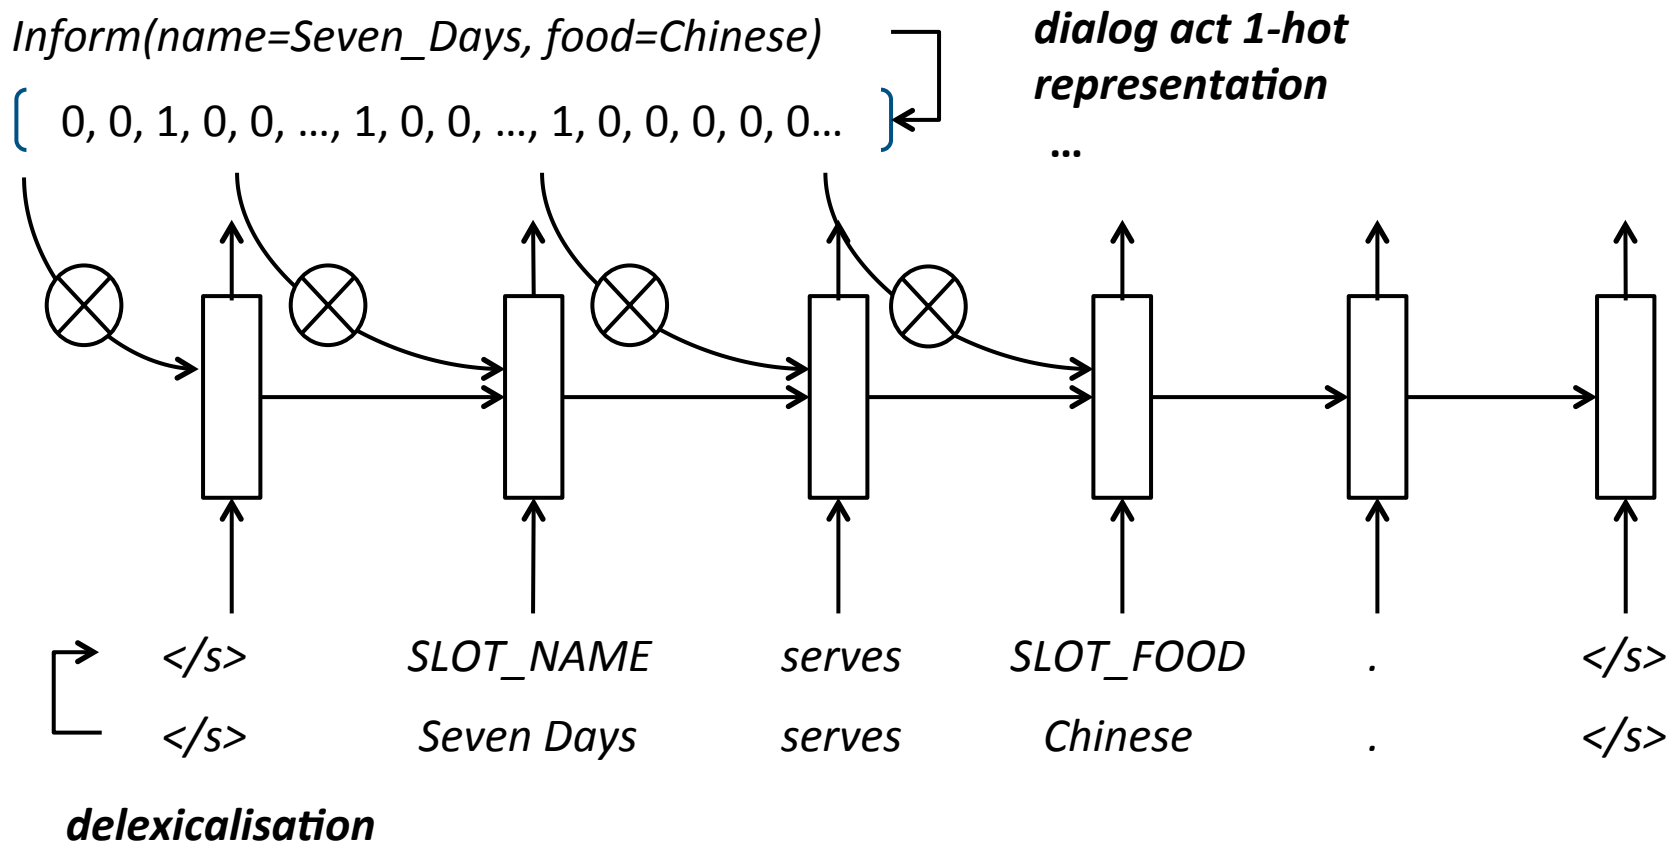 Inform(name=Seven_Days, food=Chinese)
dialog act 1-hot
representation
0, 0, 1, 0, 0, …, 1, 0, 0, …, 1, 0, 0, 0, 0, 0…
…
</s> SLOT_NAME serves SLOT_FOOD . </s>
</s> Seven Days serves Chinese . </s>
delexicalisation